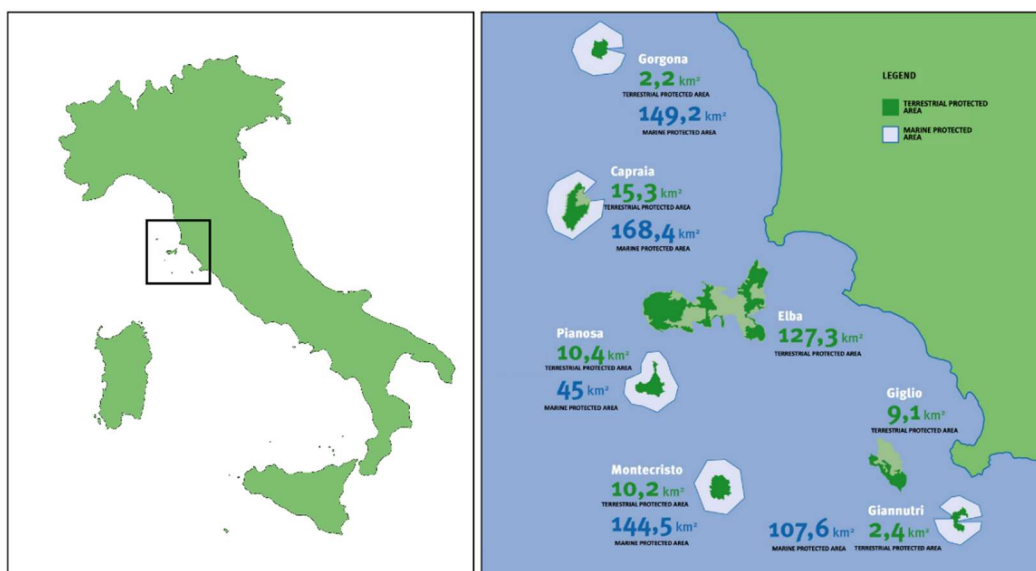 Gorgona
2,2 km²
TERRESTRIAL PROTECTED AREA
149,2 km²
MARINE PROTECTED AREA
LEGEND
TERRESTRIAL PROTECTED
AREA
MARINE PROTECTED
AREA
Capraia
15,3 km²
TERRESTRIAL PROTECTED AREA
168,4 km²
MARINE PROTECTED AREA
Elba
127,3 km²
TERRESTRIAL PROTECTED AREA
Pianosa
10,4 km²
TERRESTRIAL PROTECTED AREA
45 km²
MARINE PROTECTED AREA
Giglio
9,1 km²
TERRESTRIAL PROTECTED AREA
Montecristo
10,2 km²
TERRESTRIAL PROTECTED AREA
144,5 km²
MARINE PROTECTED AREA
Giannutri
107,6 km² 2,4 km²
MARINE PROTECTED AREA TERRESTRIAL PROTECTED AREA